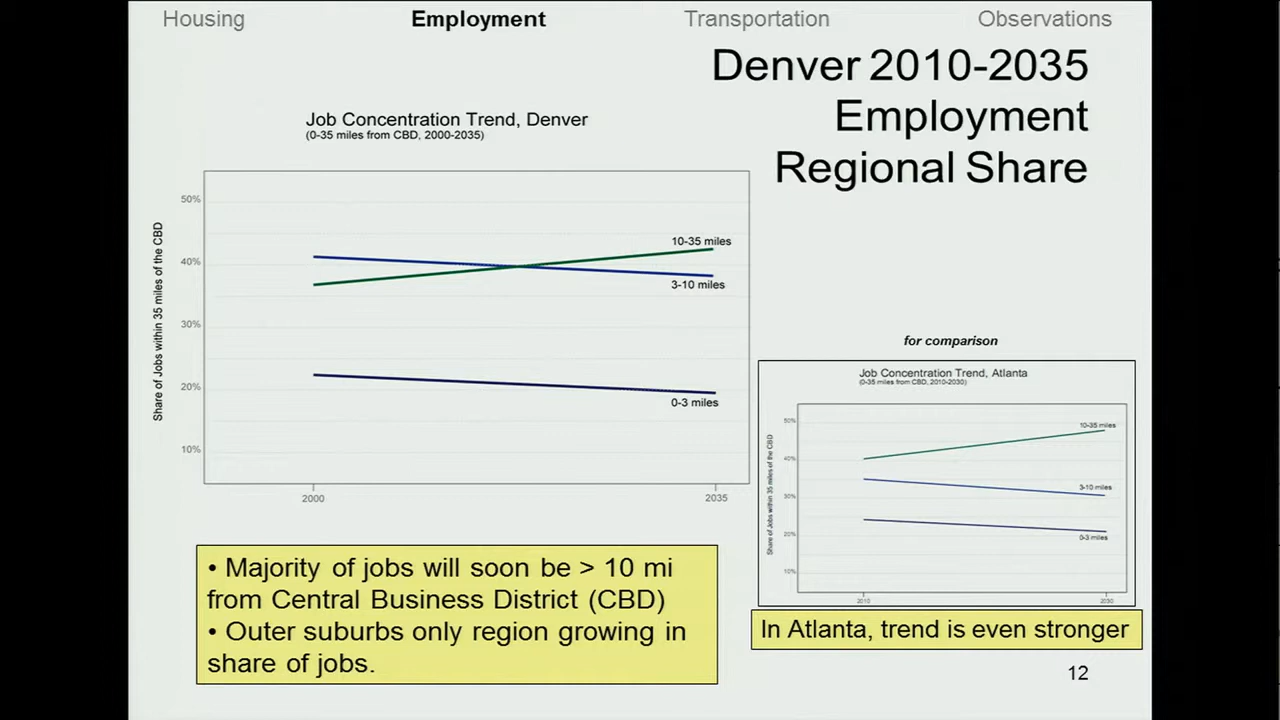 Housing Employment Transportation Observations
Denver 2010-2035
Employment
Regional Share
Job Concentration Trend, Denver
(0-35 miles from CBD, 2000-2035)
Share of Jobs within 35 miles of the CBD
50%
40%
30%
20%
10%
10-35 miles
3-10 miles
0-3 miles
2000 2035
for comparison
Job Concentration Trend, Atlanta
(0-35 miles from CBD, 2010-2030)
Share of Jobs within 35 miles of the CBD
50%
40%
30%
20%
10%
10-35 miles
3-10 miles
0-3 miles
2010 2030
• Majority of jobs will soon be > 10 mi
from Central Business District (CBD)
• Outer suburbs only region growing in
share of jobs.
In Atlanta, trend is even stronger
12